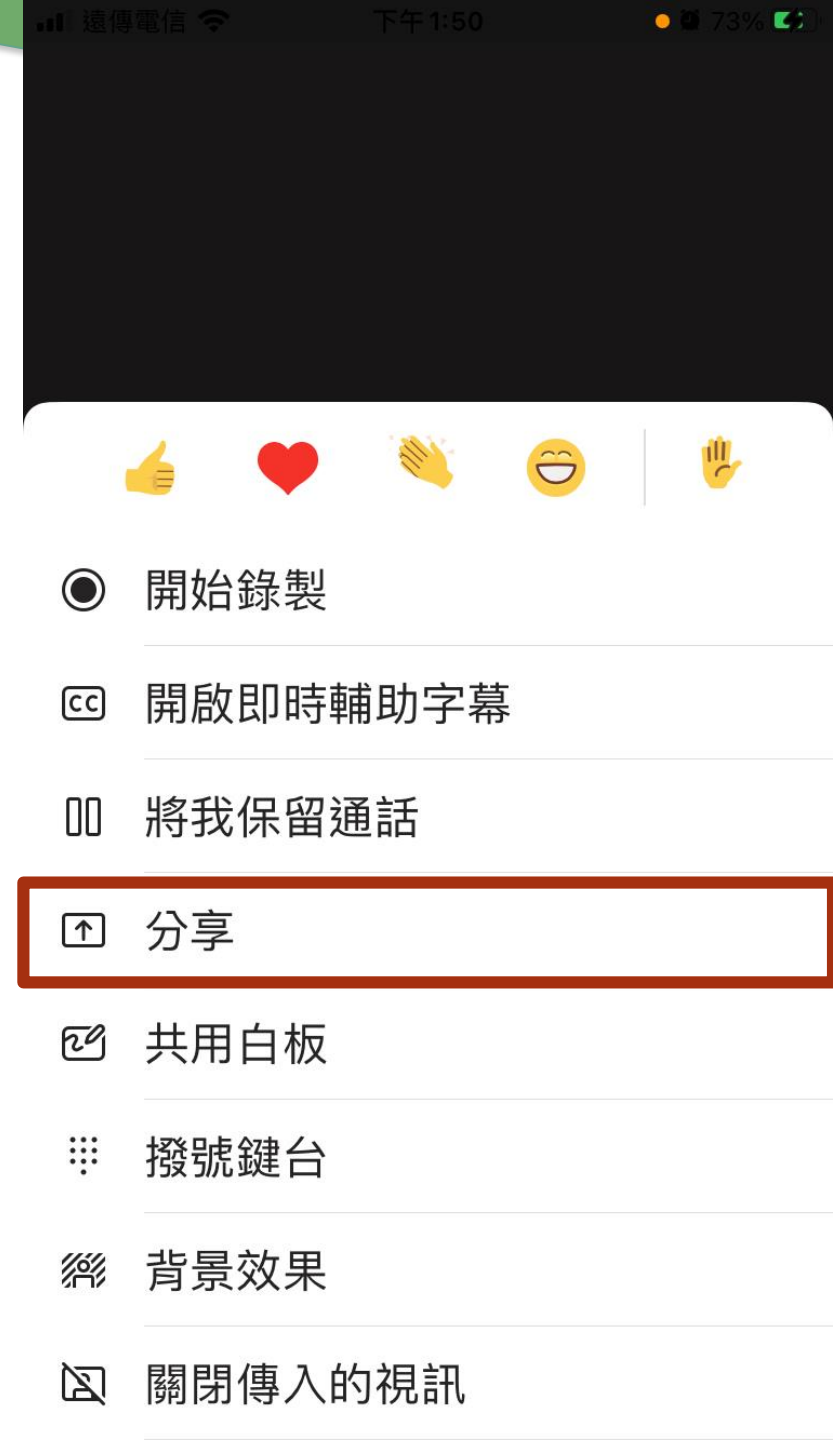 遠傳電信 下午1:50 73%
開始錄製
CC 開啟即時輔助字幕
將我保留通話
分享
共用白板
撥號鍵台
背景效果
關閉傳入的視訊